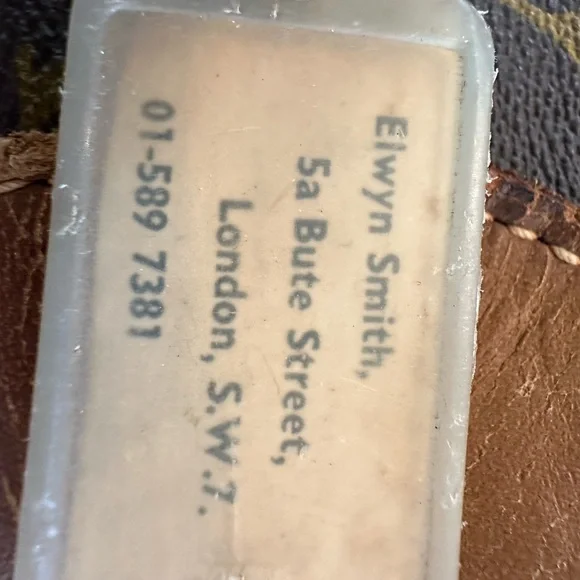 Elwyn Smith,
5a Bute Street,
London, S.W.7.
01-589 7381